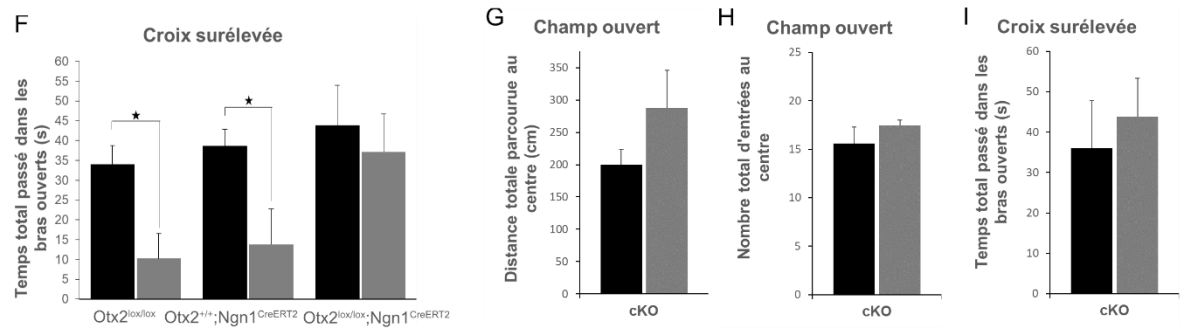 F
Croix surélevée
Temps total passé dans les
bras ouverts (s)
60
55
50
45
40
35
30
25
20
15
10
5
0
Otx2lox/lox
Otx2+/+;Ngn1CreERT2
Otx2lox/lox;Ngn1CreERT2
G
Champ ouvert
Distance totale parcourue au
centre (cm)
350
300
250
200
150
100
50
0
cKO
H
Champ ouvert
Nombre total d'entrées au
centre
25
20
15
10
5
0
cKO
I
Croix surélevée
Temps total passé dans les
bras ouverts (s)
60
50
40
30
20
10
0
cKO